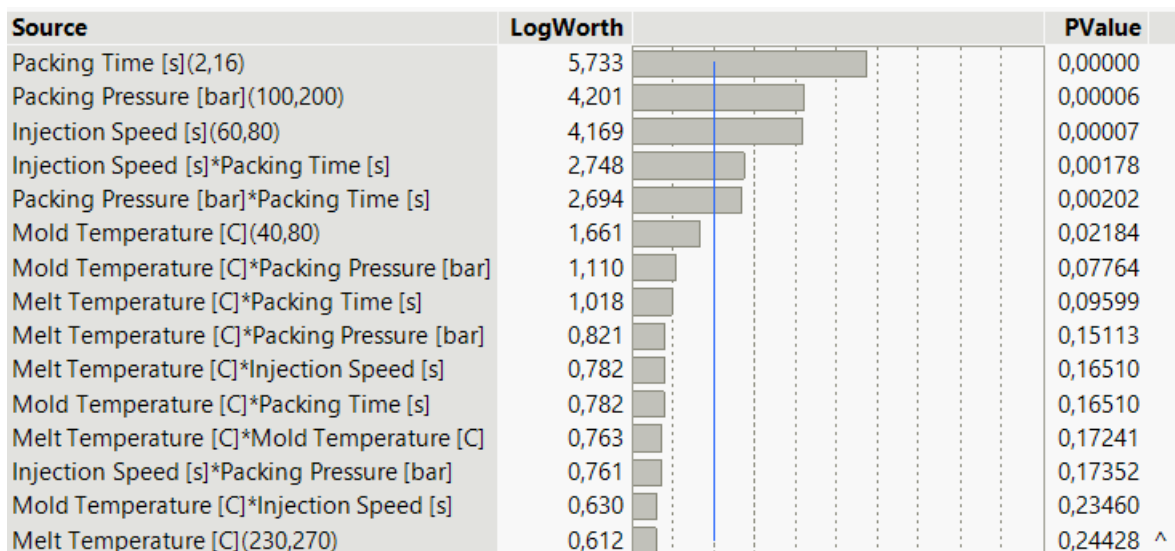 Source LogWorth PValue
Packing Time [s](2,16) 5,733 0,00000
Packing Pressure [bar](100,200) 4,201 0,00006
Injection Speed [s](60,80) 4,169 0,00007
Injection Speed [s]*Packing Time [s] 2,748 0,00178
Packing Pressure [bar]*Packing Time [s] 2,694 0,00202
Mold Temperature [C](40,80) 1,661 0,02184
Mold Temperature [C]*Packing Pressure [bar] 1,110 0,07764
Melt Temperature [C]*Packing Time [s] 1,018 0,09599
Melt Temperature [C]*Packing Pressure [bar] 0,821 0,15113
Melt Temperature [C]*Injection Speed [s] 0,782 0,16510
Mold Temperature [C]*Packing Time [s] 0,782 0,16510
Melt Temperature [C]*Mold Temperature [C] 0,763 0,17241
Injection Speed [s]*Packing Pressure [bar] 0,761 0,17352
Mold Temperature [C]*Injection Speed [s] 0,630 0,23460
Melt Temperature [C](230,270) 0,612 0,24428 ^